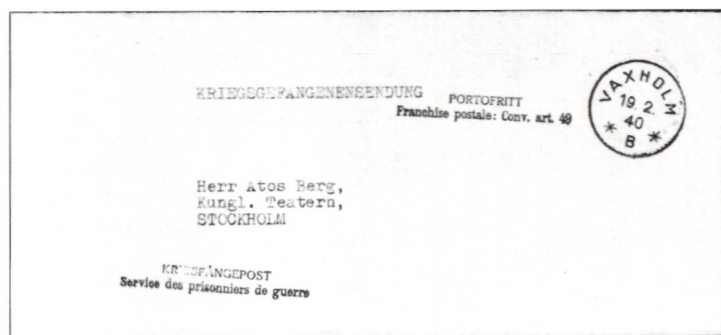 KRIEGSGEFANGENENSENDUNG
PORTOFRITT
Franchise postale: Conv. art. 49
VAXHOLM
19. 2.
40
* B *
Herr Atos Berg,
Kungl. Teatern,
STOCKHOLM
KRIGSFÅNGEPOST
Service des prisonniers de guerre